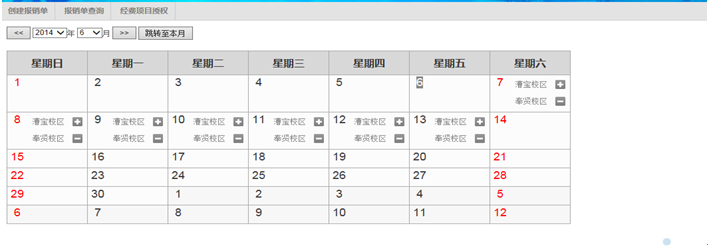 创建报销单 报销单查询 经费项目授权
<< 2014 年 6 月 >> 跳转至本月
星期日 星期一 星期二 星期三 星期四 星期五 星期六
1 2 3 4 5 6 7 漕宝校区
奉贤校区
8 漕宝校区 9 漕宝校区 10 漕宝校区 11 漕宝校区 12 漕宝校区 13 漕宝校区 14
奉贤校区 奉贤校区 奉贤校区 奉贤校区 奉贤校区 奉贤校区
15 16 17 18 19 20 21
22 23 24 25 26 27 28
29 30 1 2 3 4 5
6 7 8 9 10 11 12